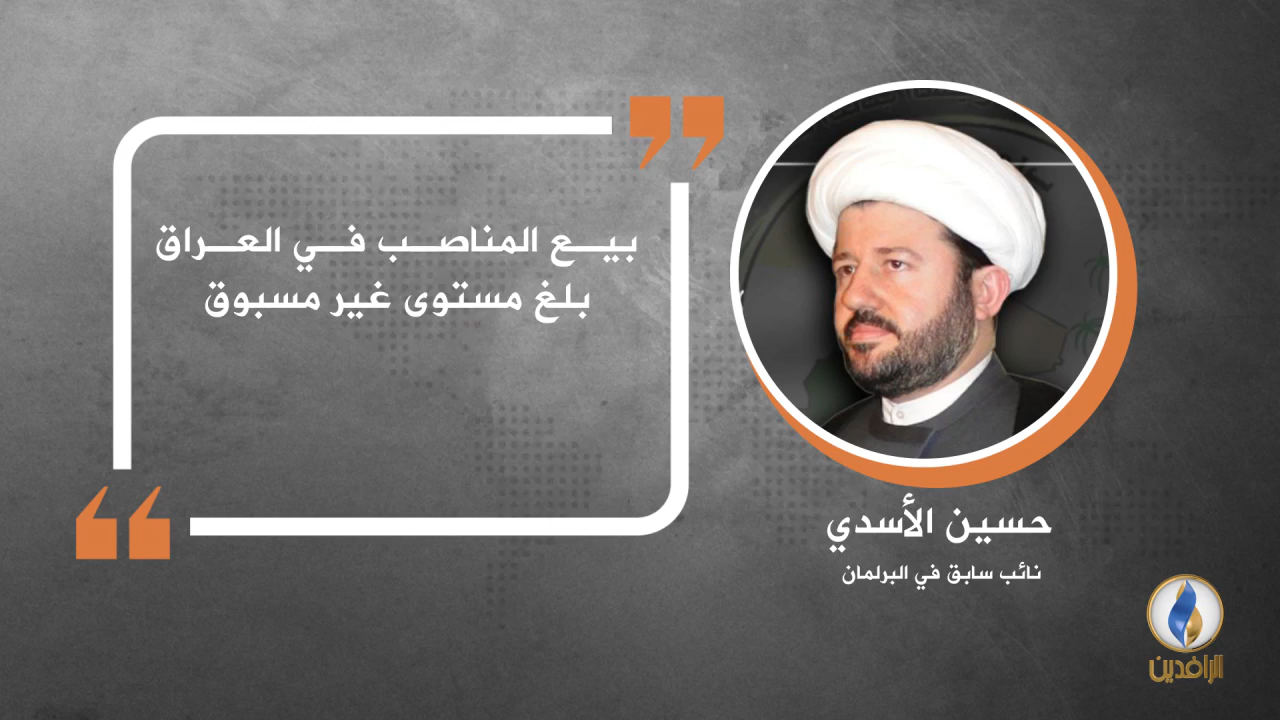 بيع المناصب في العراق
بلغ مستوى غير مسبوق
حسين الأسدي
نائب سابق في البرلمان
الرافدين